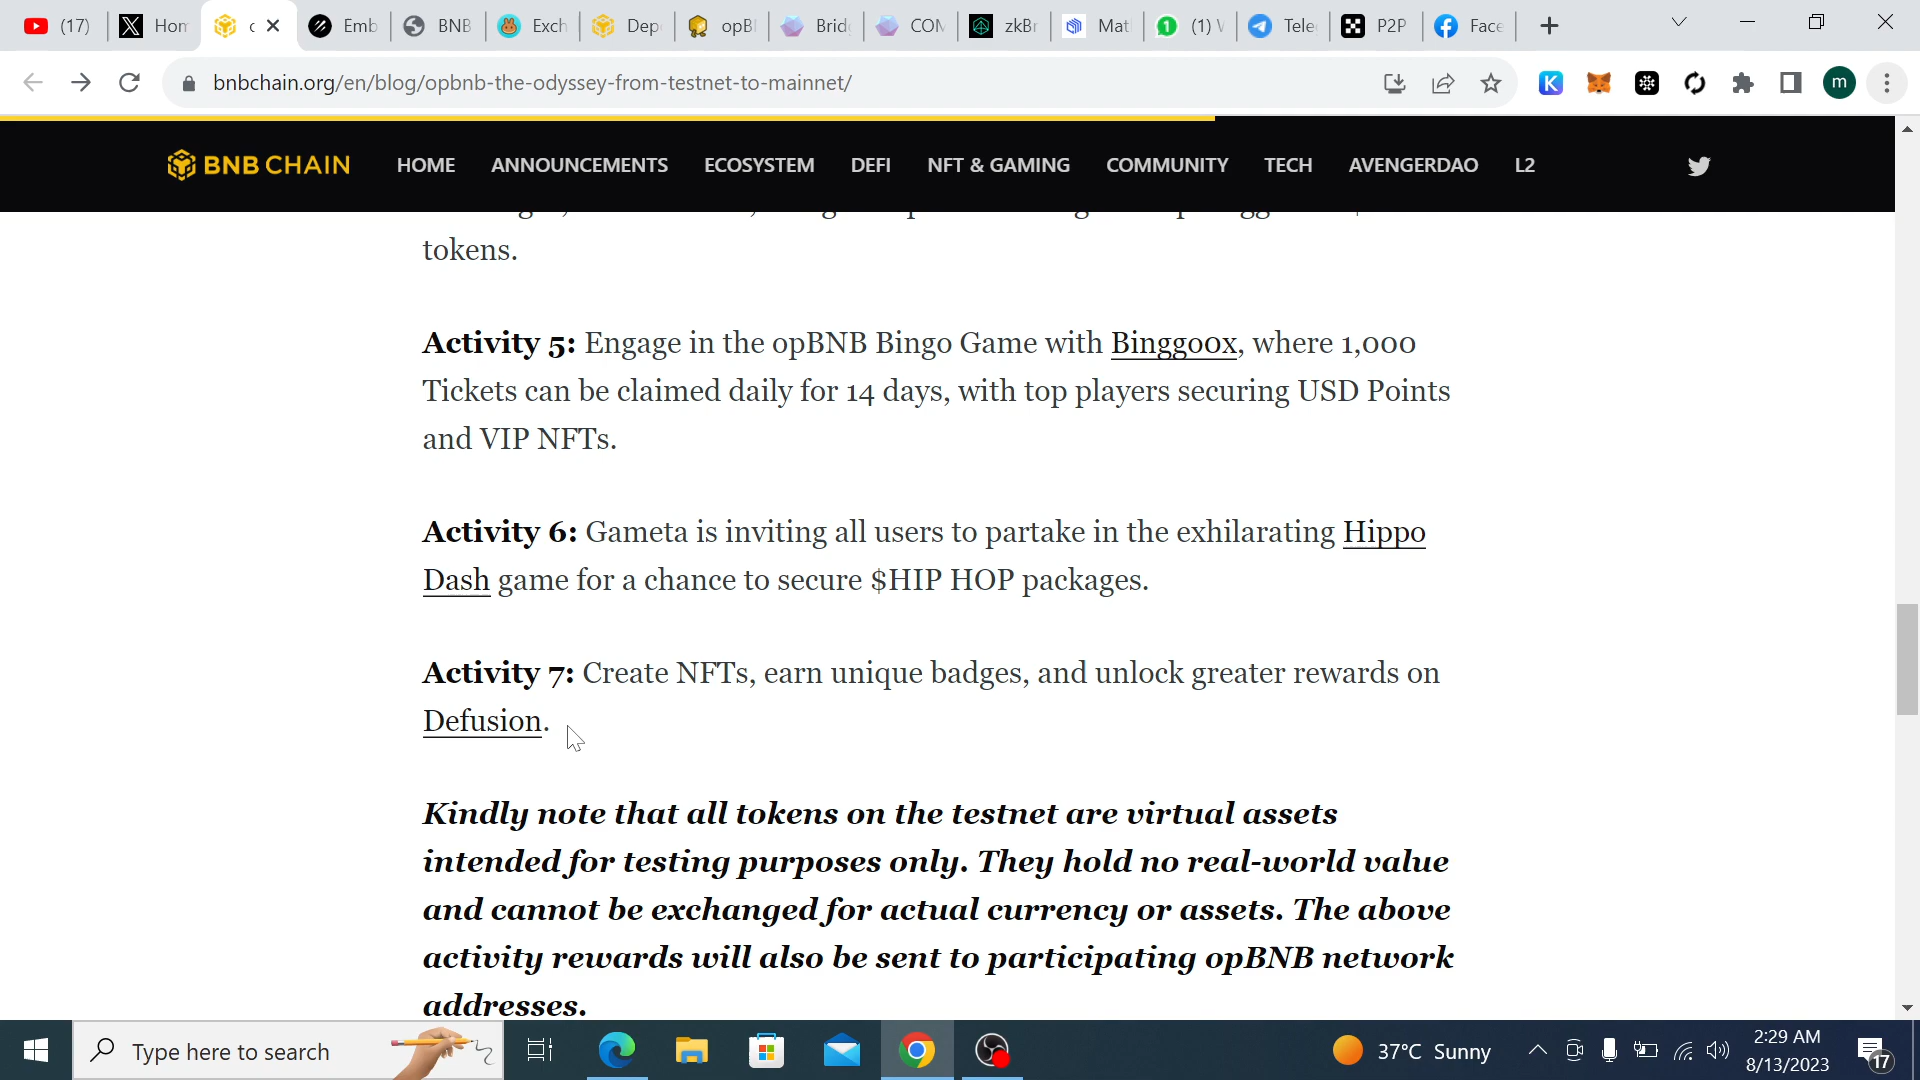 (17)
Hom
c
Emb
BNB
Exch
Dep
opBI
Bridg
COM
zkBr
Mat
1
(1) V
Tele
P2P
Face
bnbchain.org/en/blog/opbnb-the-odyssey-from-testnet-to-mainnet/
K
m
BNB CHAIN
HOME
ANNOUNCEMENTS
ECOSYSTEM
DEFI
NFT & GAMING
COMMUNITY
TECH
AVENGERDAO
L2
tokens.
Activity 5: Engage in the opBNB Bingo Game with Binggo0x, where 1,000
Tickets can be claimed daily for 14 days, with top players securing USD Points
and VIP NFTs.
Activity 6: Gameta is inviting all users to partake in the exhilarating Hippo
Dash game for a chance to secure $HIP HOP packages.
Activity 7: Create NFTs, earn unique badges, and unlock greater rewards on
Defusion.
Kindly note that all tokens on the testnet are virtual assets
intended for testing purposes only. They hold no real-world value
and cannot be exchanged for actual currency or assets. The above
activity rewards will also be sent to participating opBNB network
addresses.
Type here to search
37°C Sunny
2:29 AM
8/13/2023
17